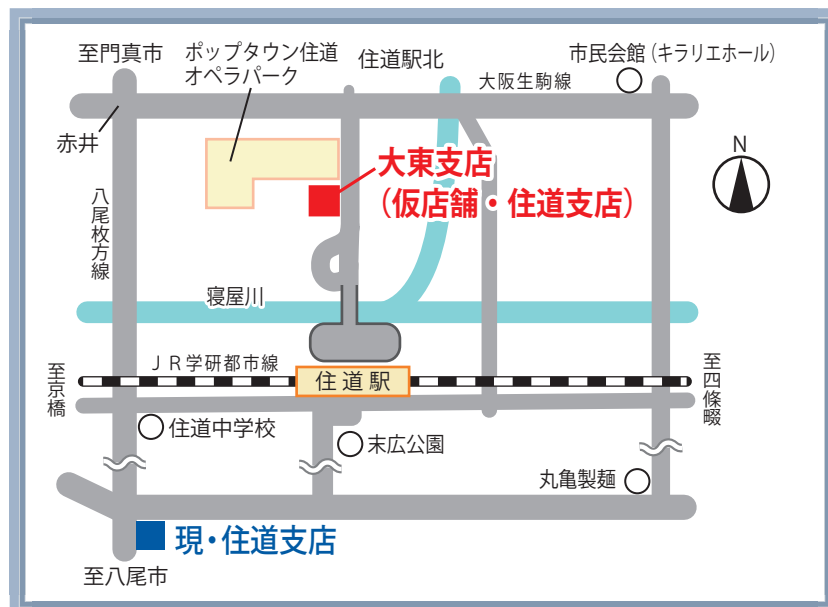 至門真市
ポップタウン住道
オペラパーク
住道駅北
市民会館(キラリエホール)
大阪生駒線
赤井
N
大東支店
(仮店舗・住道支店)
八尾枚方線
寝屋川
JR学研都市線
至京橋
住道駅
至四條畷
住道中学校
末広公園
丸亀製麺
現・住道支店
至八尾市